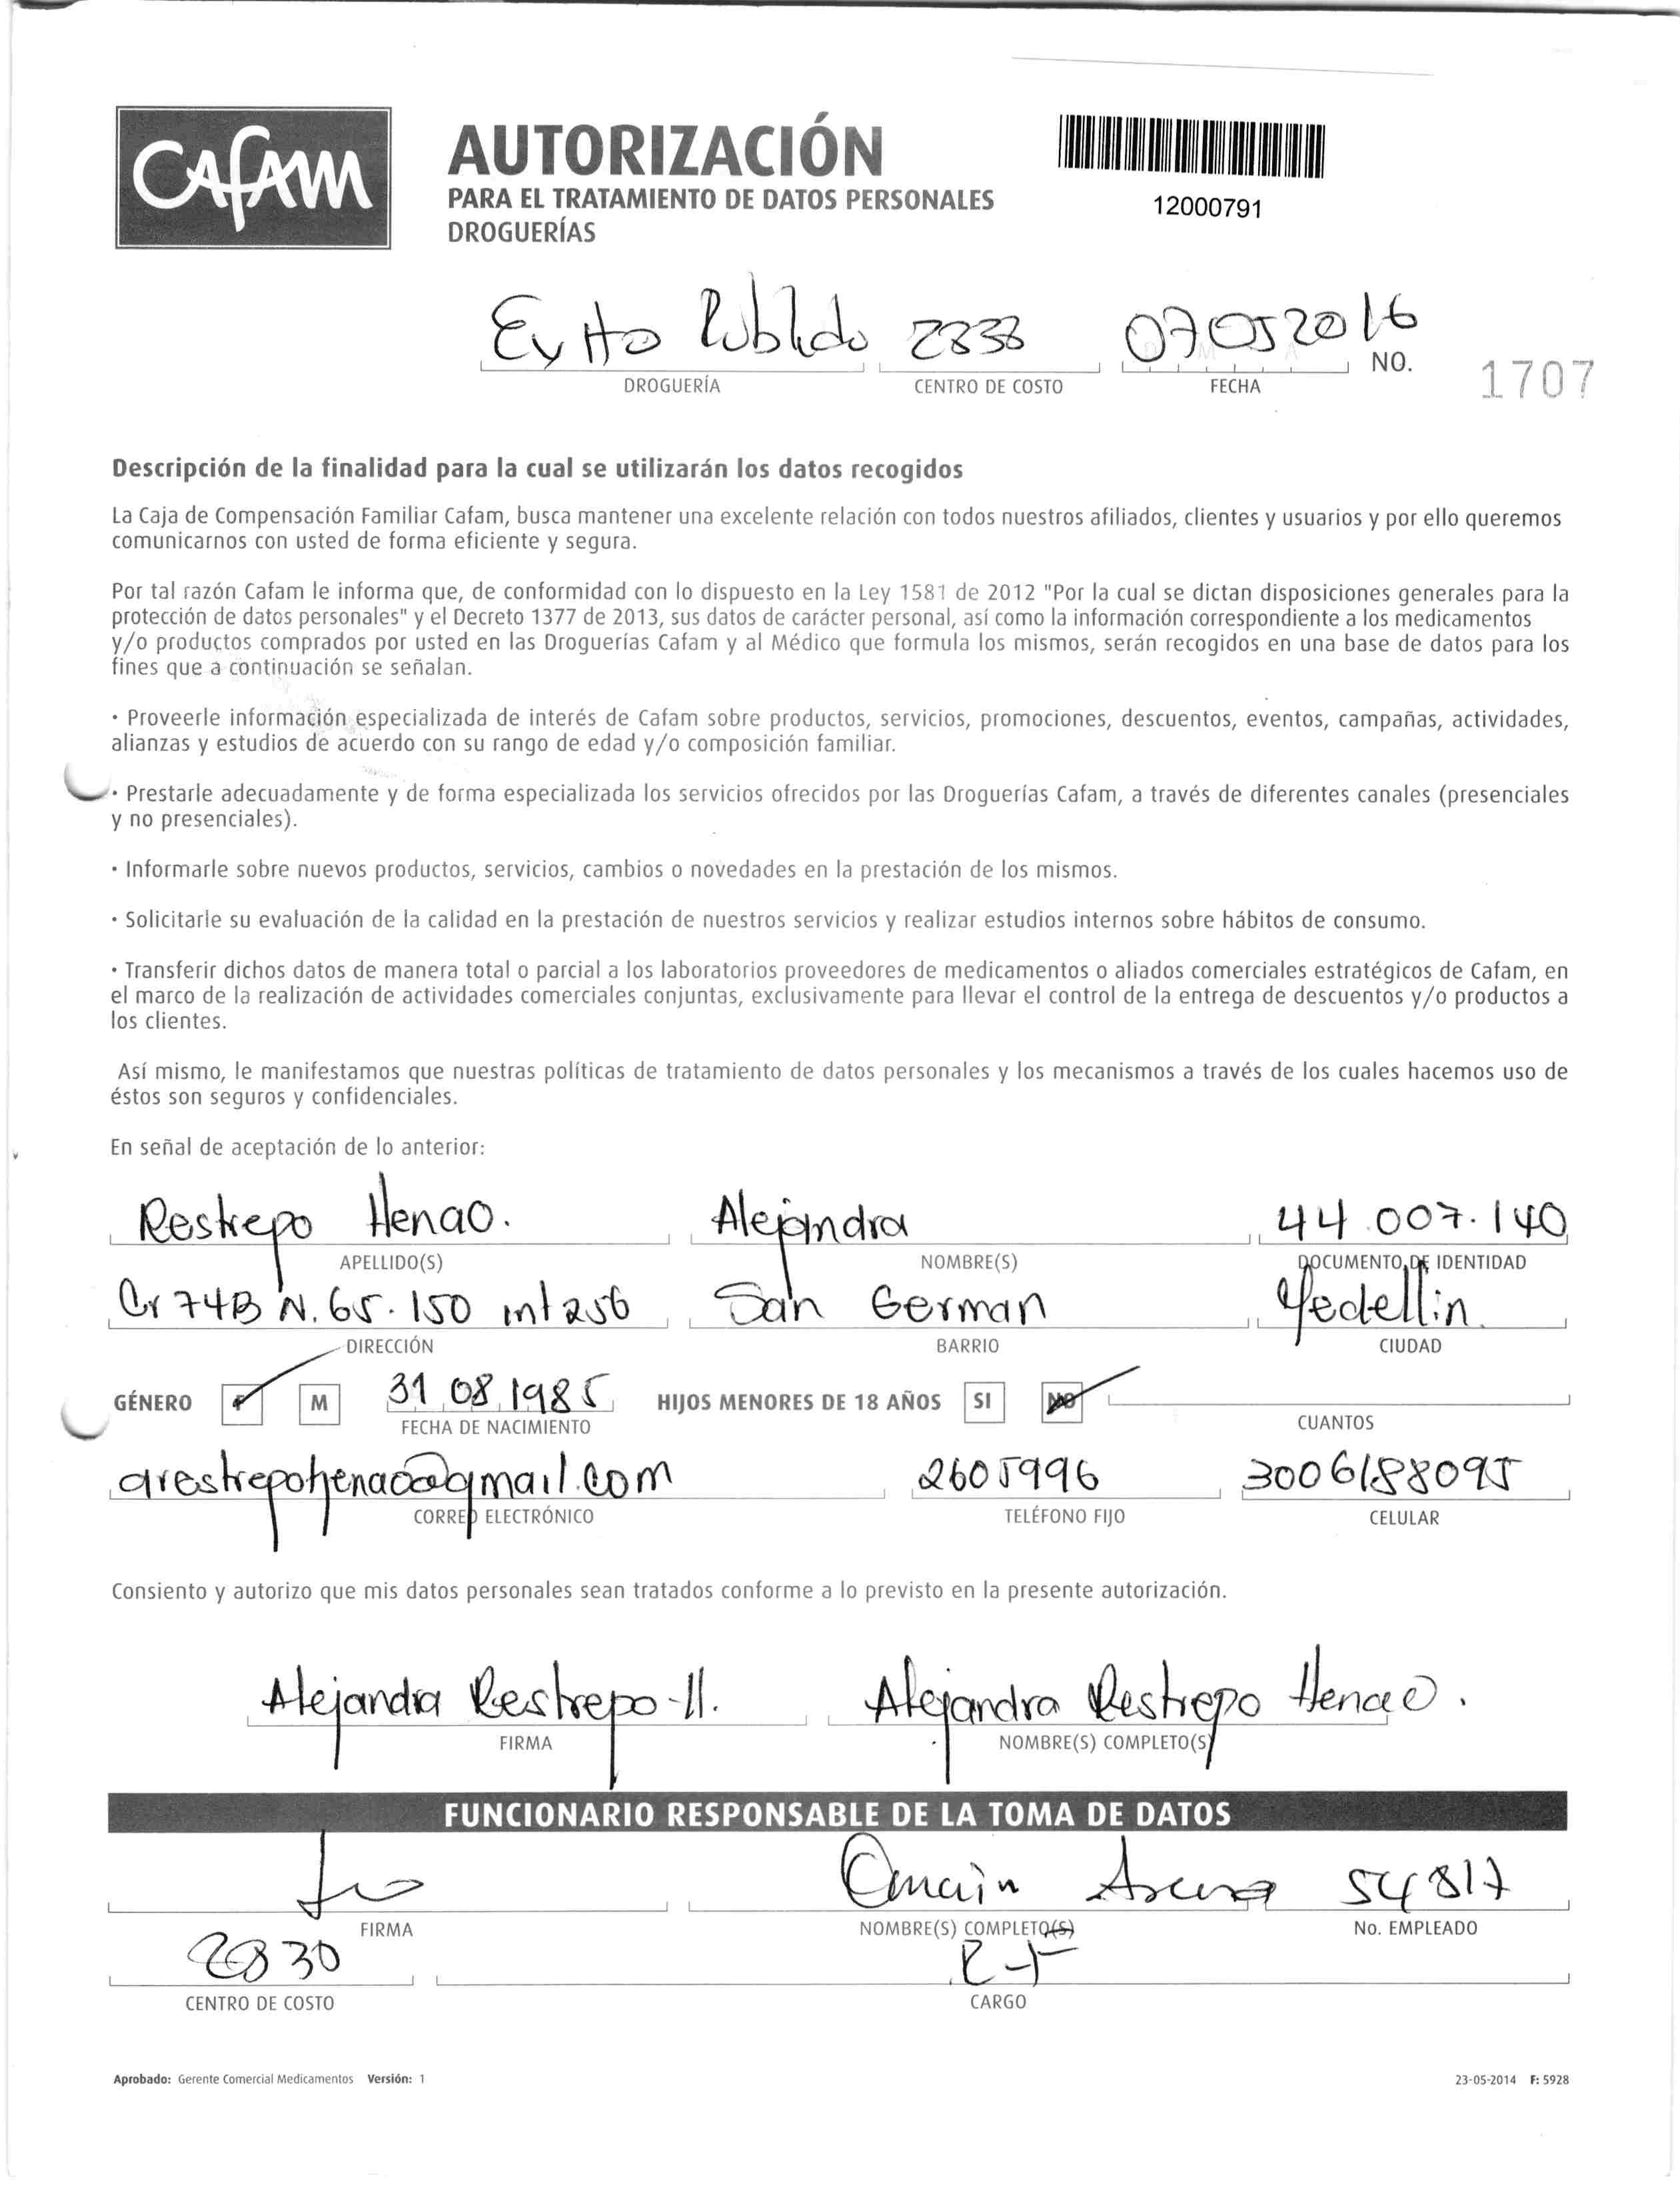 Cafam
AUTORIZACIÓN
PARA EL TRATAMIENTO DE DATOS PERSONALES
DROGUERÍAS
12000791
Exito Poblado 2838 07052016
DROGUERÍA CENTRO DE COSTO FECHA NO. 1707
Descripción de la finalidad para la cual se utilizarán los datos recogidos
La Caja de Compensación Familiar Cafam, busca mantener una excelente relación con todos nuestros afiliados, clientes y usuarios y por ello queremos
comunicarnos con usted de forma eficiente y segura.
Por tal razón Cafam le informa que, de conformidad con lo dispuesto en la Ley 1581 de 2012 "Por la cual se dictan disposiciones generales para la
protección de datos personales" y el Decreto 1377 de 2013, sus datos de carácter personal, así como la información correspondiente a los medicamentos
y/o productos comprados por usted en las Droguerías Cafam y al Médico que formula los mismos, serán recogidos en una base de datos para los
fines que a continuación se señalan.
· Proveerle información especializada de interés de Cafam sobre productos, servicios, promociones, descuentos, eventos, campañas, actividades,
alianzas y estudios de acuerdo con su rango de edad y/o composición familiar.
· Prestarle adecuadamente y de forma especializada los servicios ofrecidos por las Droguerías Cafam, a través de diferentes canales (presenciales
y no presenciales).
· Informarle sobre nuevos productos, servicios, cambios o novedades en la prestación de los mismos.
· Solicitarle su evaluación de la calidad en la prestación de nuestros servicios y realizar estudios internos sobre hábitos de consumo.
· Transferir dichos datos de manera total o parcial a los laboratorios proveedores de medicamentos o aliados comerciales estratégicos de Cafam, en
el marco de la realización de actividades comerciales conjuntas, exclusivamente para llevar el control de la entrega de descuentos y/o productos a
los clientes.
Así mismo, le manifestamos que nuestras políticas de tratamiento de datos personales y los mecanismos a través de los cuales hacemos uso de
éstos son seguros y confidenciales.
En señal de aceptación de lo anterior:
Restrepo Henao. Alejandra 44.007.140
APELLIDO(S) NOMBRE(S) DOCUMENTO DE IDENTIDAD
Cr 74B N. 65. 150 int 256 San German Medellin.
DIRECCIÓN BARRIO CIUDAD
GÉNERO F M 31 08 1985 HIJOS MENORES DE 18 AÑOS SI NO
FECHA DE NACIMIENTO CUANTOS
arestrepohenao@gmail.com 2605996 3006188095
CORREO ELECTRÓNICO TELÉFONO FIJO CELULAR
Consiento y autorizo que mis datos personales sean tratados conforme a lo previsto en la presente autorización.
Alejandra Restrepo H. Alejandra Restrepo Henao.
FIRMA NOMBRE(S) COMPLETO(S)
FUNCIONARIO RESPONSABLE DE LA TOMA DE DATOS
54817
FIRMA NOMBRE(S) COMPLETO(S) No. EMPLEADO
2830
CENTRO DE COSTO CARGO
Aprobado: Gerente Comercial Medicamentos Versión: 1 23-05-2014 F: 5928